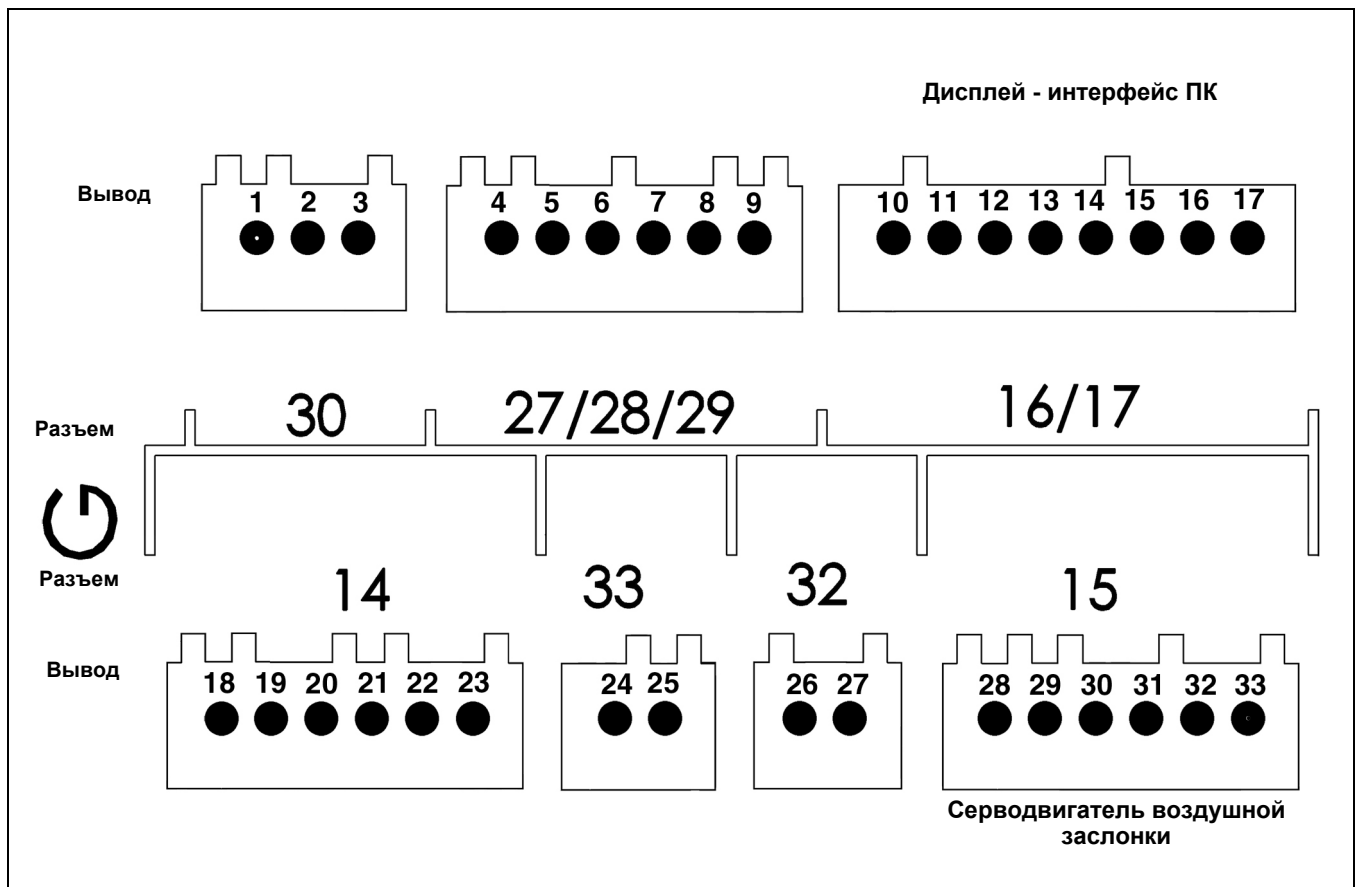 Дисплей - интерфейс ПК
Вывод
1 2 3 4 5 6 7 8 9 10 11 12 13 14 15 16 17
Разъем
30 27/28/29 16/17
Разъем
14 33 32 15
Вывод
18 19 20 21 22 23 24 25 26 27 28 29 30 31 32 33
Серводвигатель воздушной
заслонки